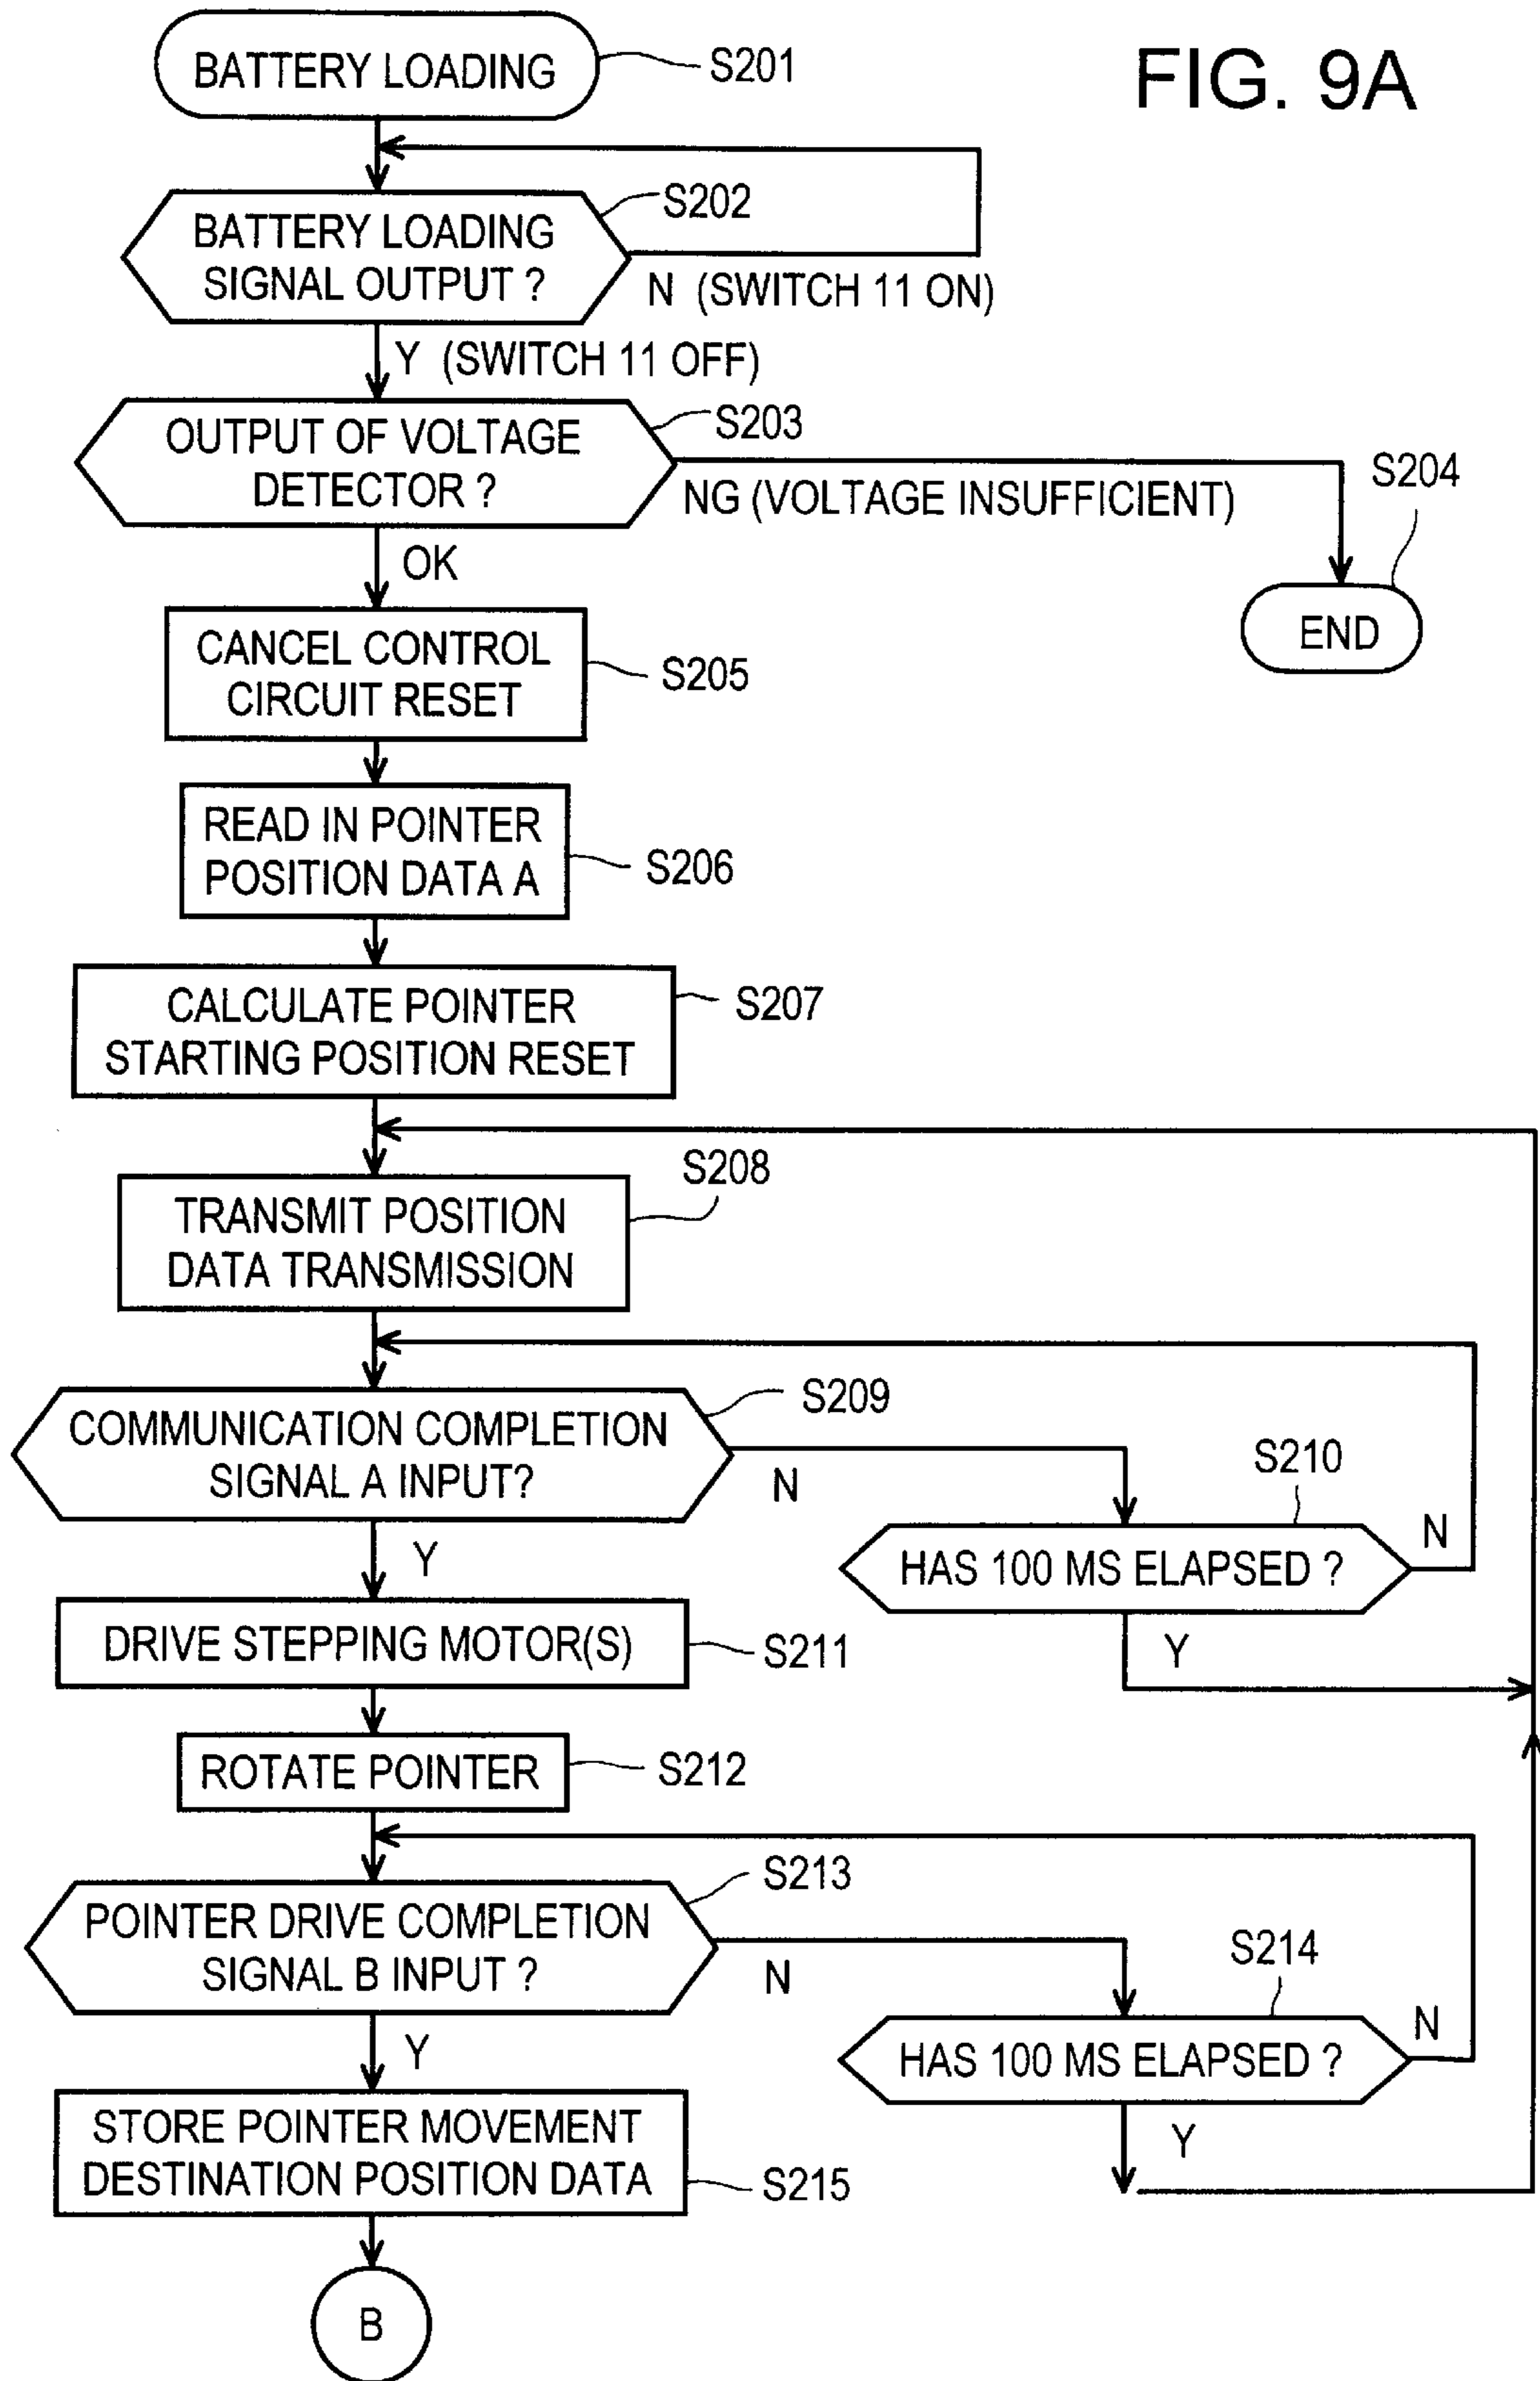 FIG. 9A
BATTERY LOADING
S201
BATTERY LOADING
SIGNAL OUTPUT ?
S202
N (SWITCH 11 ON)
Y (SWITCH 11 OFF)
OUTPUT OF VOLTAGE
DETECTOR ?
S203
NG (VOLTAGE INSUFFICIENT)
S204
END
OK
CANCEL CONTROL
CIRCUIT RESET
S205
READ IN POINTER
POSITION DATA A
S206
CALCULATE POINTER
STARTING POSITION RESET
S207
TRANSMIT POSITION
DATA TRANSMISSION
S208
COMMUNICATION COMPLETION
SIGNAL A INPUT?
S209
N
S210
HAS 100 MS ELAPSED ?
N
Y
Y
DRIVE STEPPING MOTOR(S)
S211
ROTATE POINTER
S212
POINTER DRIVE COMPLETION
SIGNAL B INPUT ?
S213
N
S214
HAS 100 MS ELAPSED ?
N
Y
Y
STORE POINTER MOVEMENT
DESTINATION POSITION DATA
S215
B